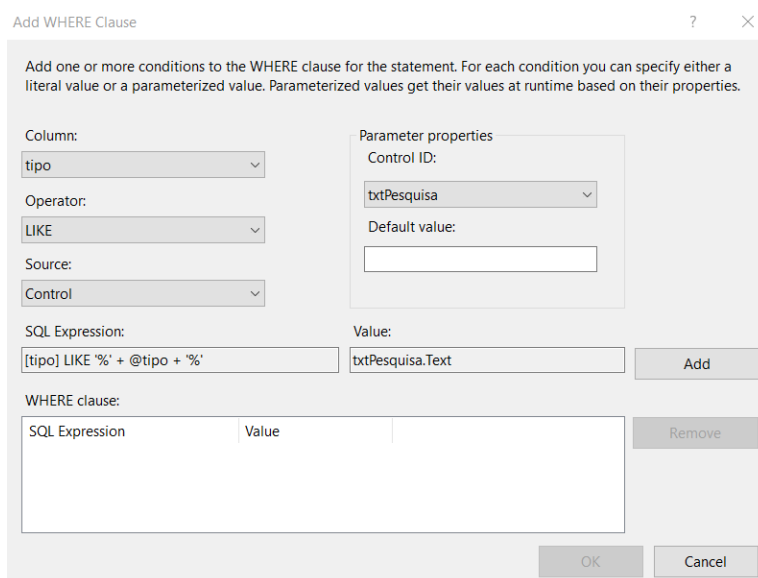 Add WHERE Clause
?
Add one or more conditions to the WHERE clause for the statement. For each condition you can specify either a
literal value or a parameterized value. Parameterized values get their values at runtime based on their properties.
Column:
tipo
Operator:
LIKE
Source:
Control
Parameter properties
Control ID:
txtPesquisa
Default value:
SQL Expression:
[tipo] LIKE '%' + @tipo + '%'
Value:
txtPesquisa.Text
Add
WHERE clause:
SQL Expression Value
Remove
OK Cancel